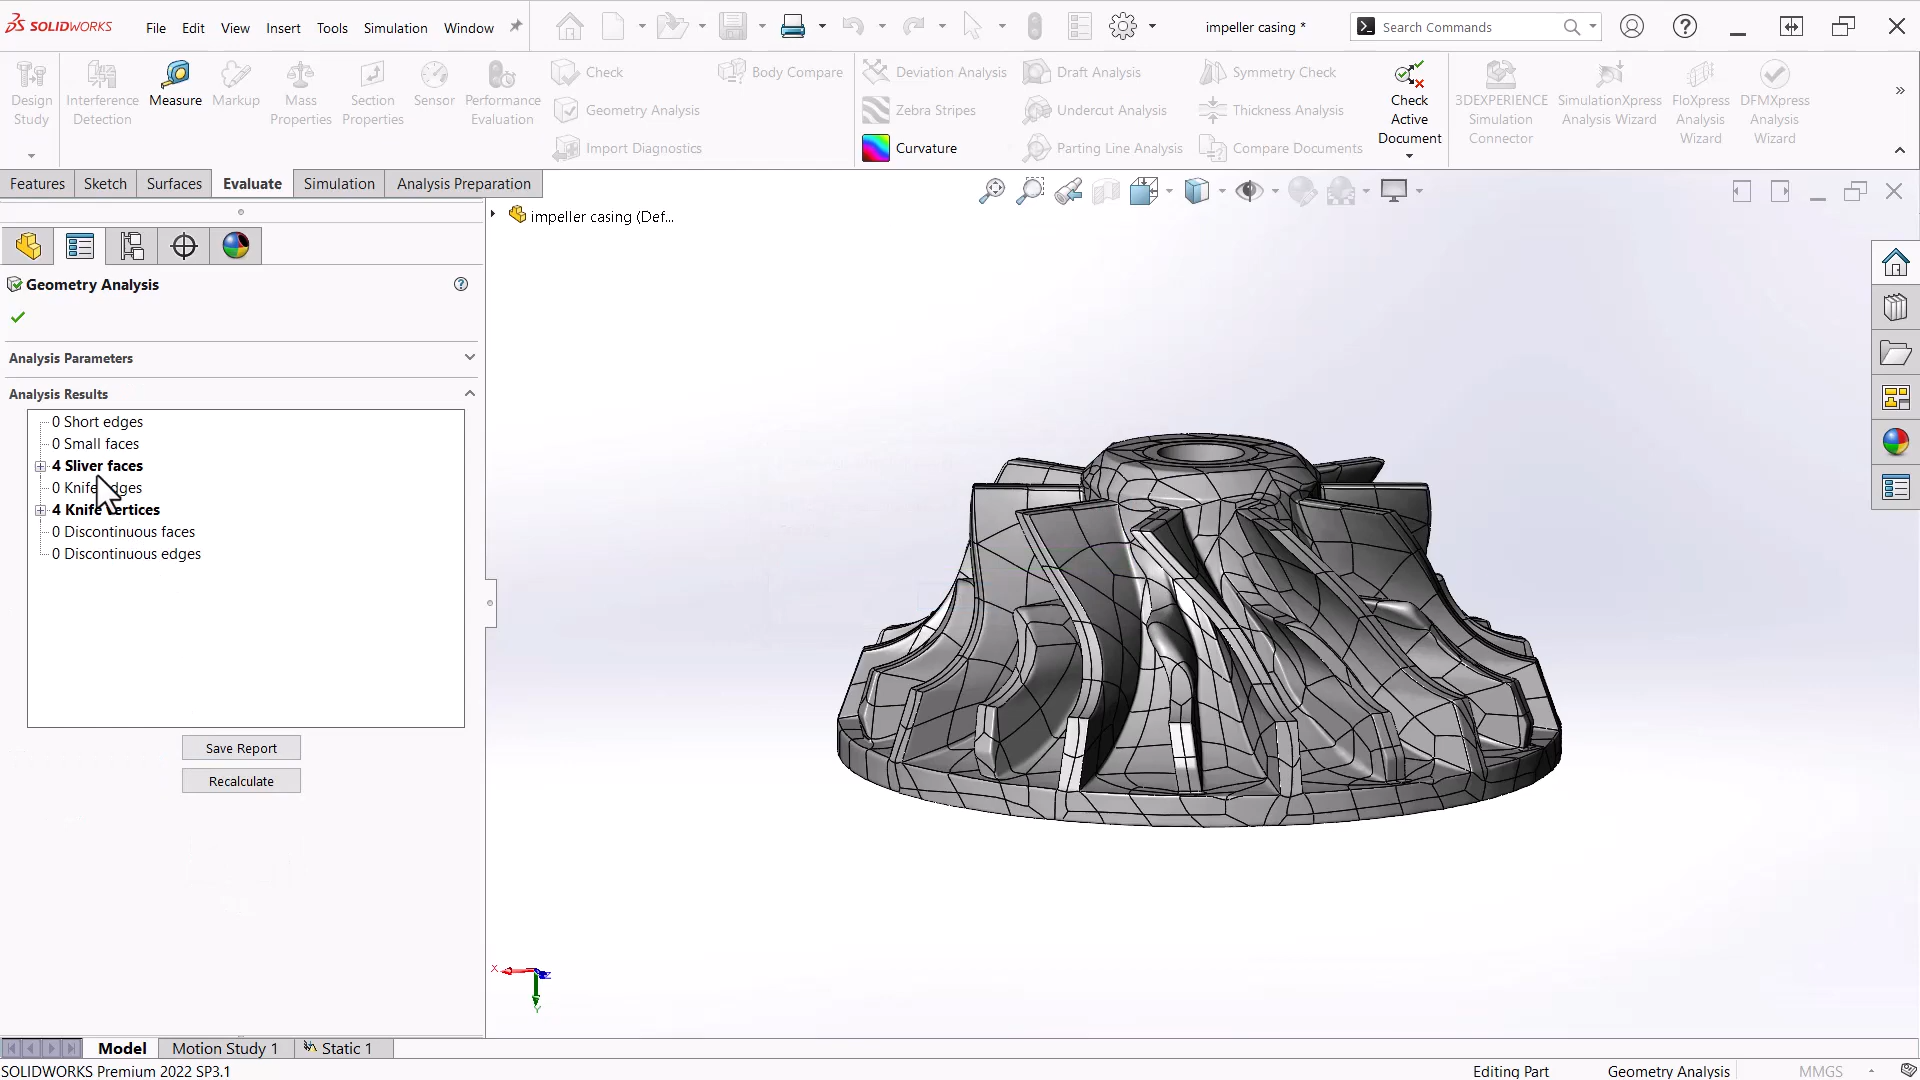 SOLIDWORKS File Edit View Insert Tools Simulation Window impeller casing * Search Commands
Design Study
Interference Detection
Measure
Markup
Mass Properties
Section Properties
Sensor
Performance Evaluation
Check
Geometry Analysis
Import Diagnostics
Body Compare
Deviation Analysis
Zebra Stripes
Curvature
Draft Analysis
Undercut Analysis
Parting Line Analysis
Symmetry Check
Thickness Analysis
Compare Documents
Check Active Document
3DEXPERIENCE Simulation Connector
SimulationXpress Analysis Wizard
FloXpress Analysis Wizard
DFMXpress Analysis Wizard
Features Sketch Surfaces Evaluate Simulation Analysis Preparation
impeller casing (Def...
Geometry Analysis
Analysis Parameters
Analysis Results
0 Short edges
0 Small faces
4 Sliver faces
0 Knife edges
4 Knife vertices
0 Discontinuous faces
0 Discontinuous edges
Save Report
Recalculate
X
Z
Y
Model Motion Study 1 Static 1
SOLIDWORKS Premium 2022 SP3.1 Editing Part Geometry Analysis MMGS